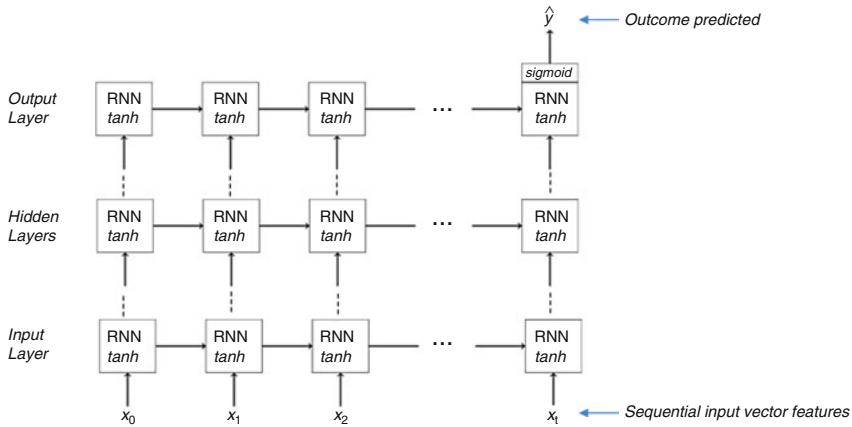 ŷ
Outcome predicted
sigmoid
Output
Layer
RNN
tanh
RNN
tanh
RNN
tanh
...
RNN
tanh
Hidden
Layers
RNN
tanh
RNN
tanh
RNN
tanh
...
RNN
tanh
Input
Layer
RNN
tanh
RNN
tanh
RNN
tanh
...
RNN
tanh
x₀ x₁ x₂ xₜ
Sequential input vector features